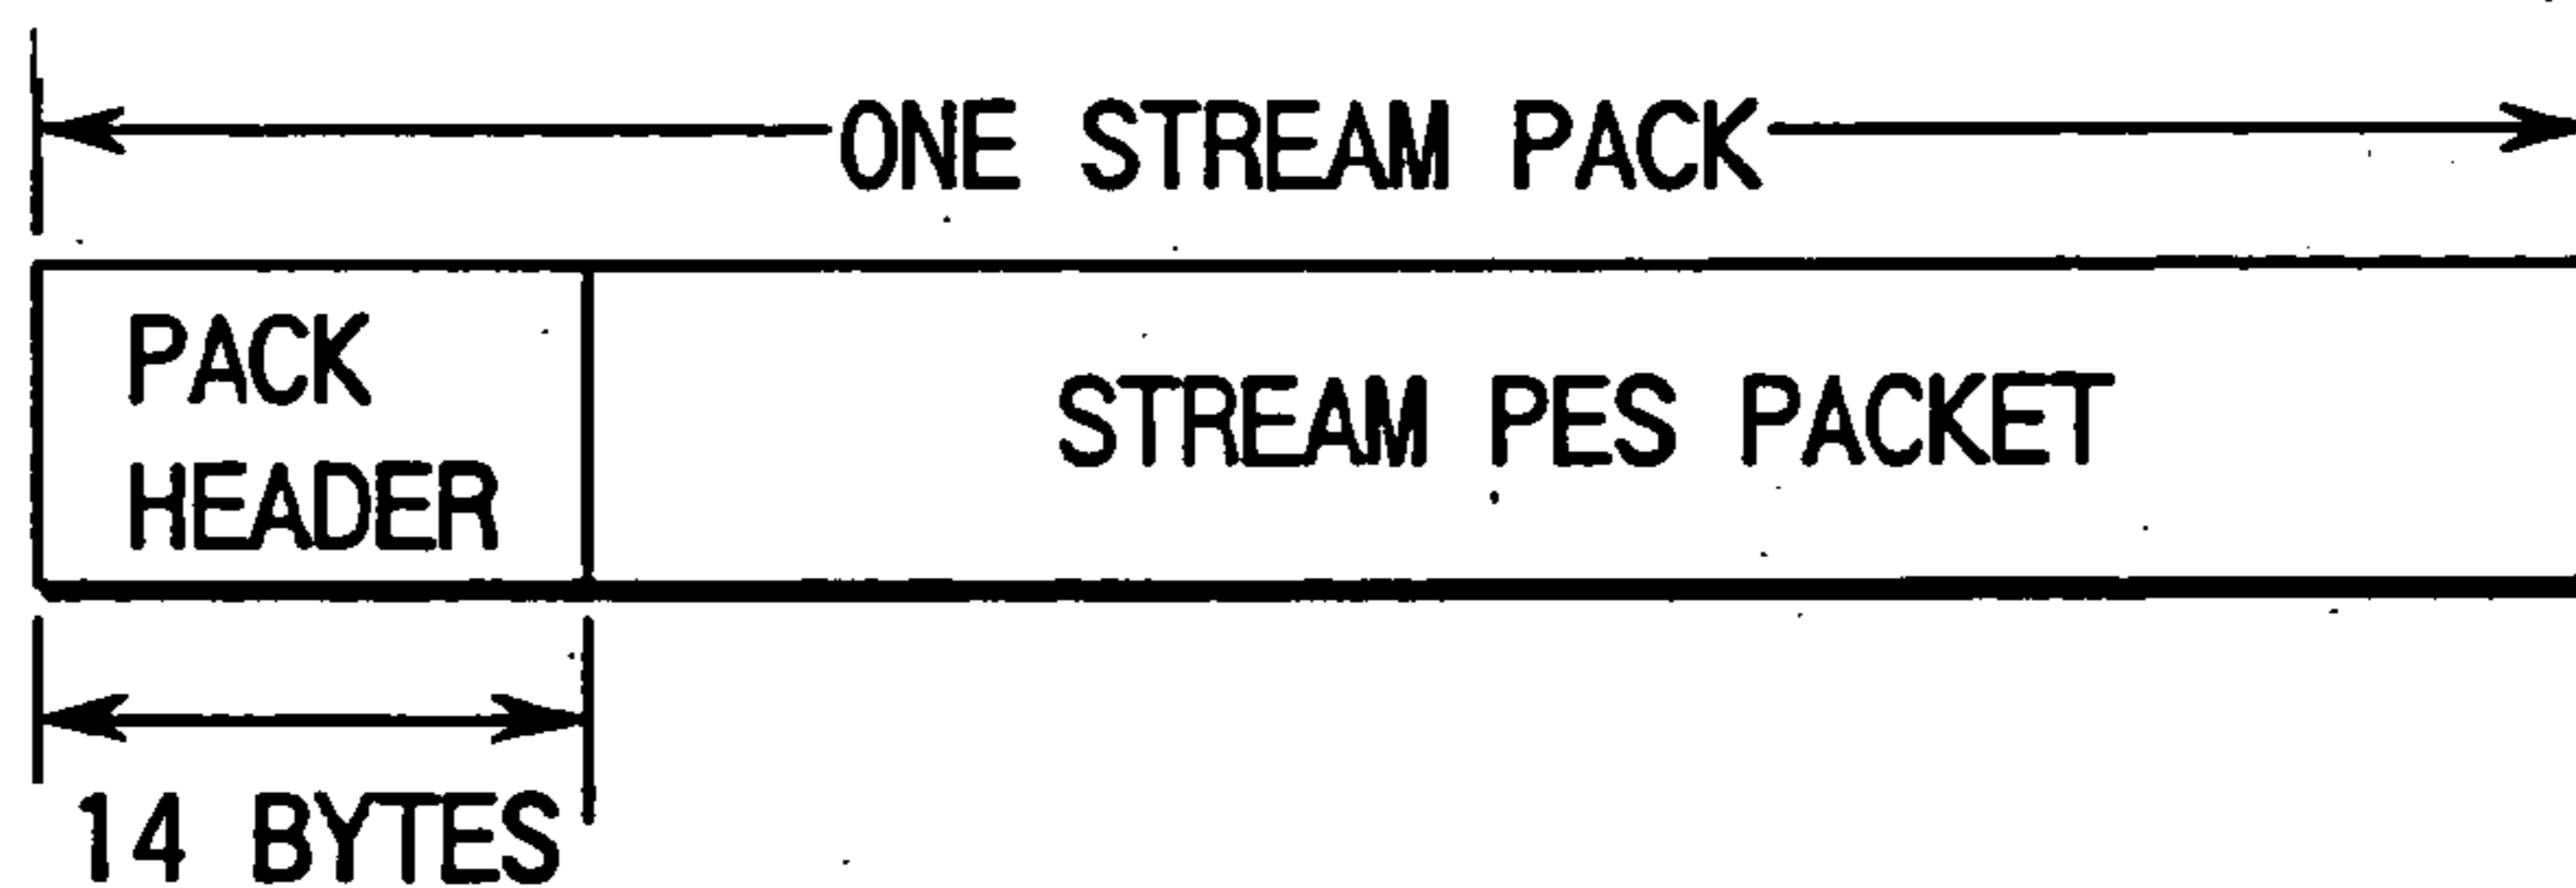 ONE STREAM PACK
PACK
HEADER
STREAM PES PACKET
14 BYTES